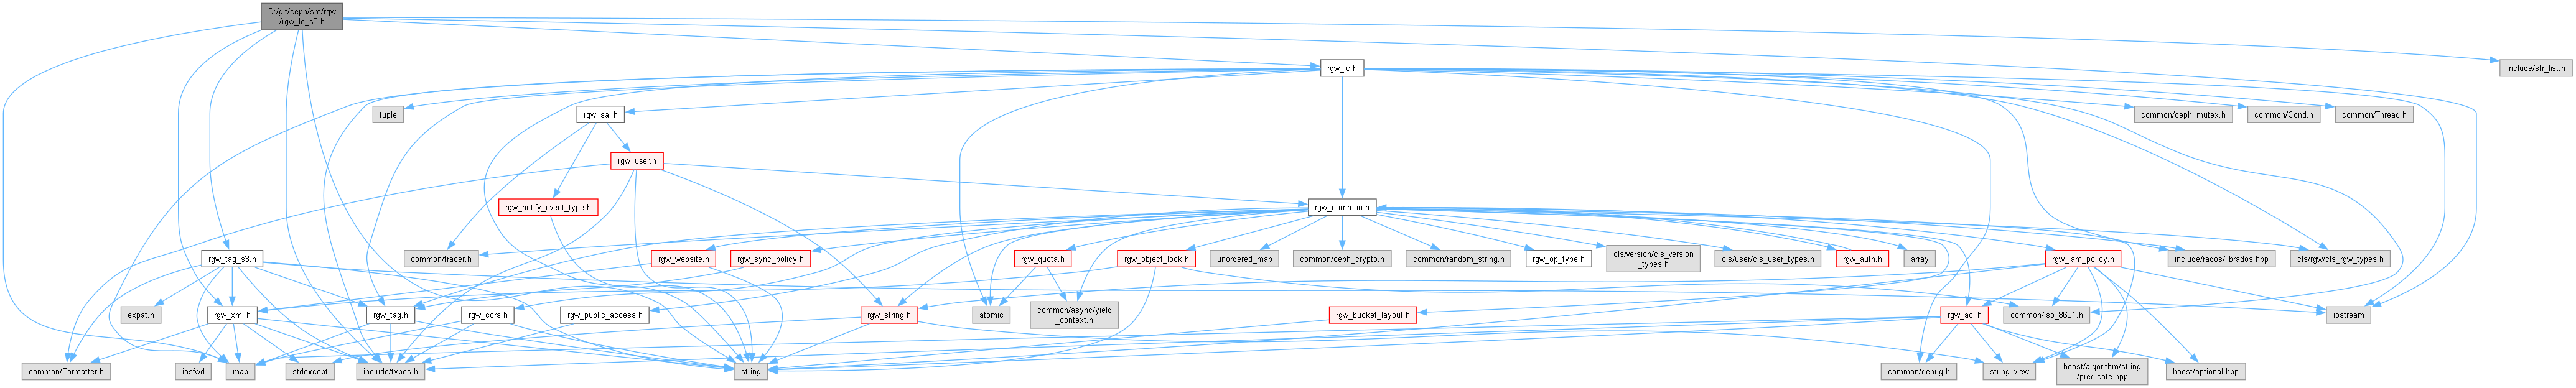 D:/git/ceph/src/rgw
/rgw_lc_s3.h
rgw_lc.h
include/str_list.h
tuple
rgw_sal.h
common/ceph_mutex.h
common/Cond.h
common/Thread.h
rgw_user.h
rgw_notify_event_type.h
rgw_common.h
common/tracer.h
rgw_tag_s3.h
rgw_website.h
rgw_sync_policy.h
rgw_quota.h
rgw_object_lock.h
unordered_map
common/ceph_crypto.h
common/random_string.h
rgw_op_type.h
cls/version/cls_version
_types.h
cls/user/cls_user_types.h
rgw_auth.h
array
rgw_iam_policy.h
include/rados/librados.hpp
cls/rgw/cls_rgw_types.h
expat.h
rgw_xml.h
rgw_tag.h
rgw_cors.h
rgw_public_access.h
rgw_string.h
atomic
common/async/yield
_context.h
rgw_bucket_layout.h
rgw_acl.h
common/iso_8601.h
iostream
common/Formatter.h
iosfwd
map
stdexcept
include/types.h
string
common/debug.h
string_view
boost/algorithm/string
/predicate.hpp
boost/optional.hpp